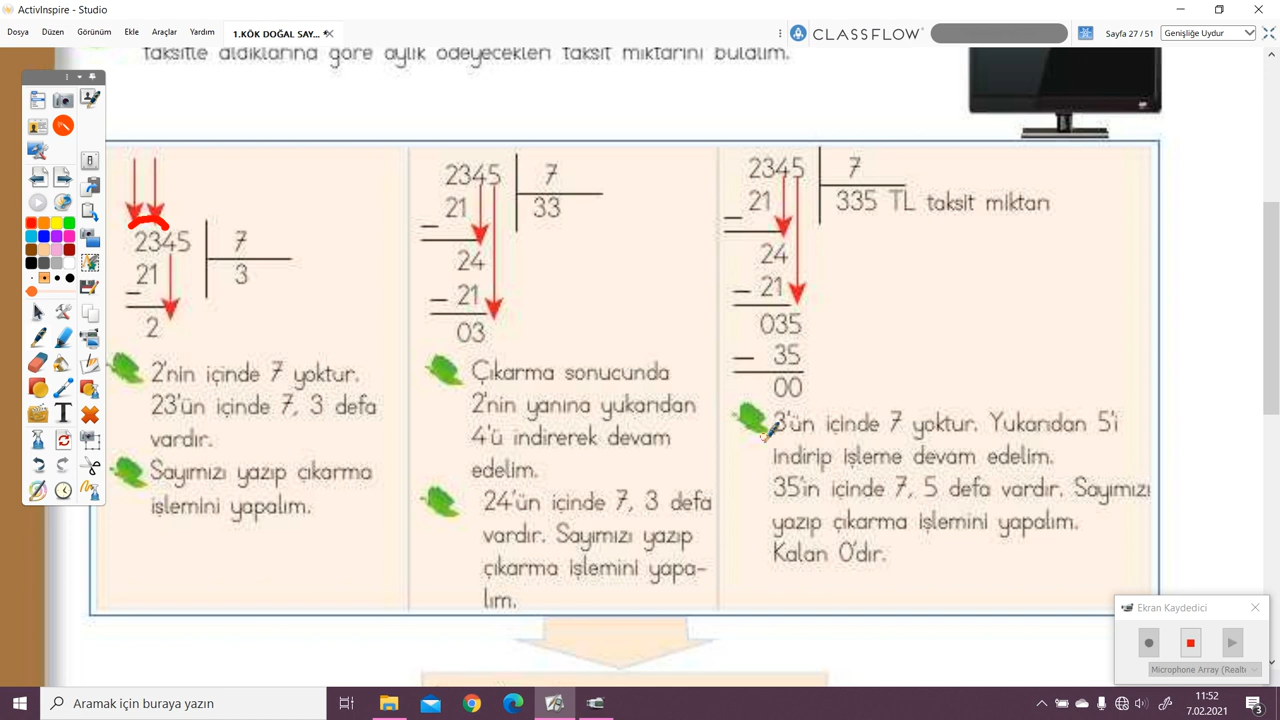 ActivInspire - Studio
Dosya Düzen Görünüm Ekle Araçlar Yardım
1.KÖK DOĞAL SAY...
CLASSFLOW
Sayfa 27 / 51
Genişliğe Uydur
taksitle aldıklarına göre aylık ödeyecekleri taksit miktarını bulalım.
2345 7
21 3
–
2
2'nin içinde 7 yoktur.
23'ün içinde 7, 3 defa
vardır.
Sayımızı yazıp çıkarma
işlemini yapalım.
2345 7
21 33
–
24
– 21
03
Çıkarma sonucunda
2'nin yanına yukarıdan
4'ü indirerek devam
edelim.
24'ün içinde 7, 3 defa
vardır. Sayımızı yazıp
çıkarma işlemini yapa-
lım.
2345 7
21 335 TL taksit miktarı
–
24
– 21
035
– 35
00
3'ün içinde 7 yoktur. Yukarıdan 5'i
indirip işleme devam edelim.
35'in içinde 7, 5 defa vardır. Sayımızı
yazıp çıkarma işlemini yapalım.
Kalan 0'dır.
Ekran Kaydedici
Microphone Array (Realt
Aramak için buraya yazın
11:52
7.02.2021
3